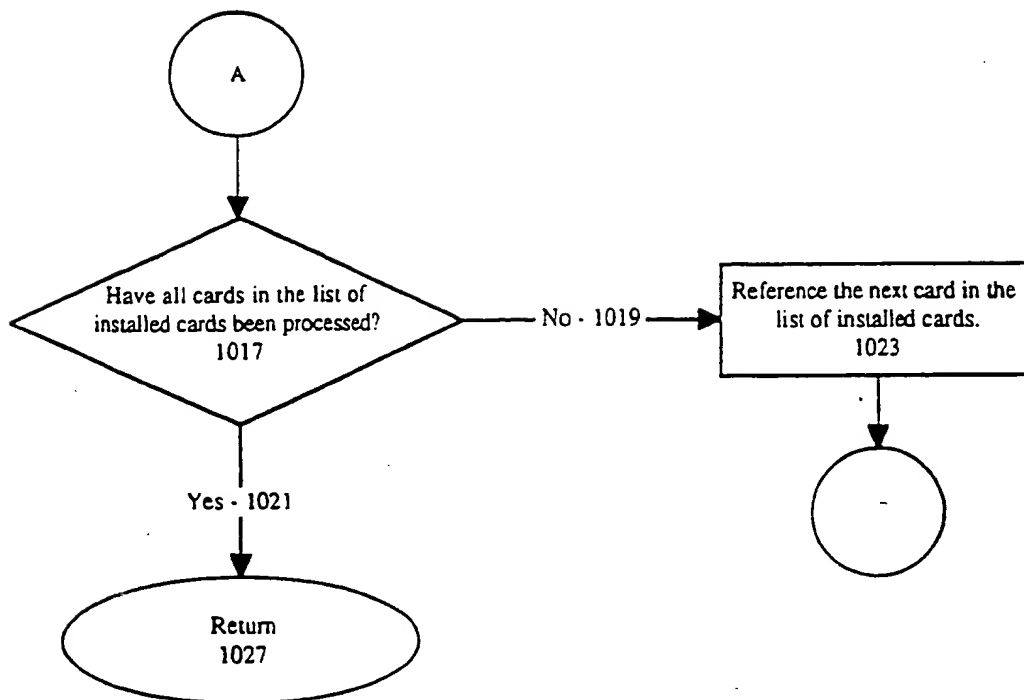 A
Have all cards in the list of
installed cards been processed?
1017
No - 1019
Reference the next card in the
list of installed cards.
1023
Yes - 1021
Return
1027